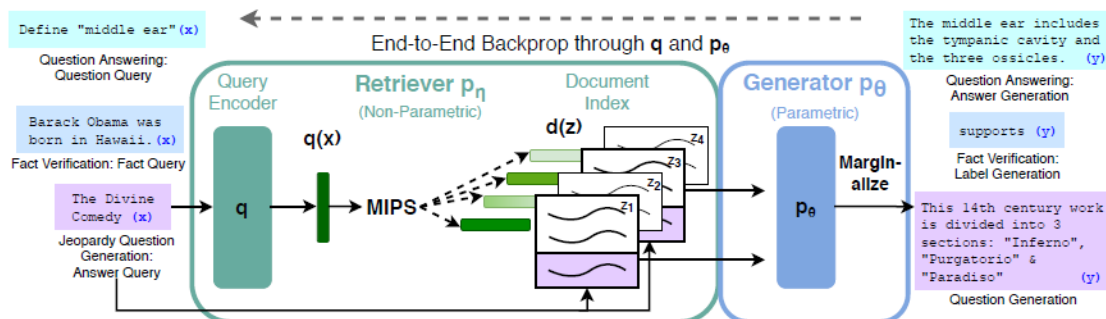 Define "middle ear" (x)
Question Answering:
Question Query
Barack Obama was
born in Hawaii. (x)
Fact Verification: Fact Query
The Divine
Comedy (x)
Jeopardy Question
Generation:
Answer Query
End-to-End Backprop through q and pθ
Query
Encoder
q
q(x)
Retriever pη
(Non-Parametric)
MIPS
Document
Index
d(z)
z4
z3
z2
z1
Generator pθ
(Parametric)
pθ
Margin-
alize
The middle ear includes
the tympanic cavity and
the three ossicles. (y)
Question Answering:
Answer Generation
supports (y)
Fact Verification:
Label Generation
This 14th century work
is divided into 3
sections: "Inferno",
"Purgatorio" &
"Paradiso" (y)
Question Generation